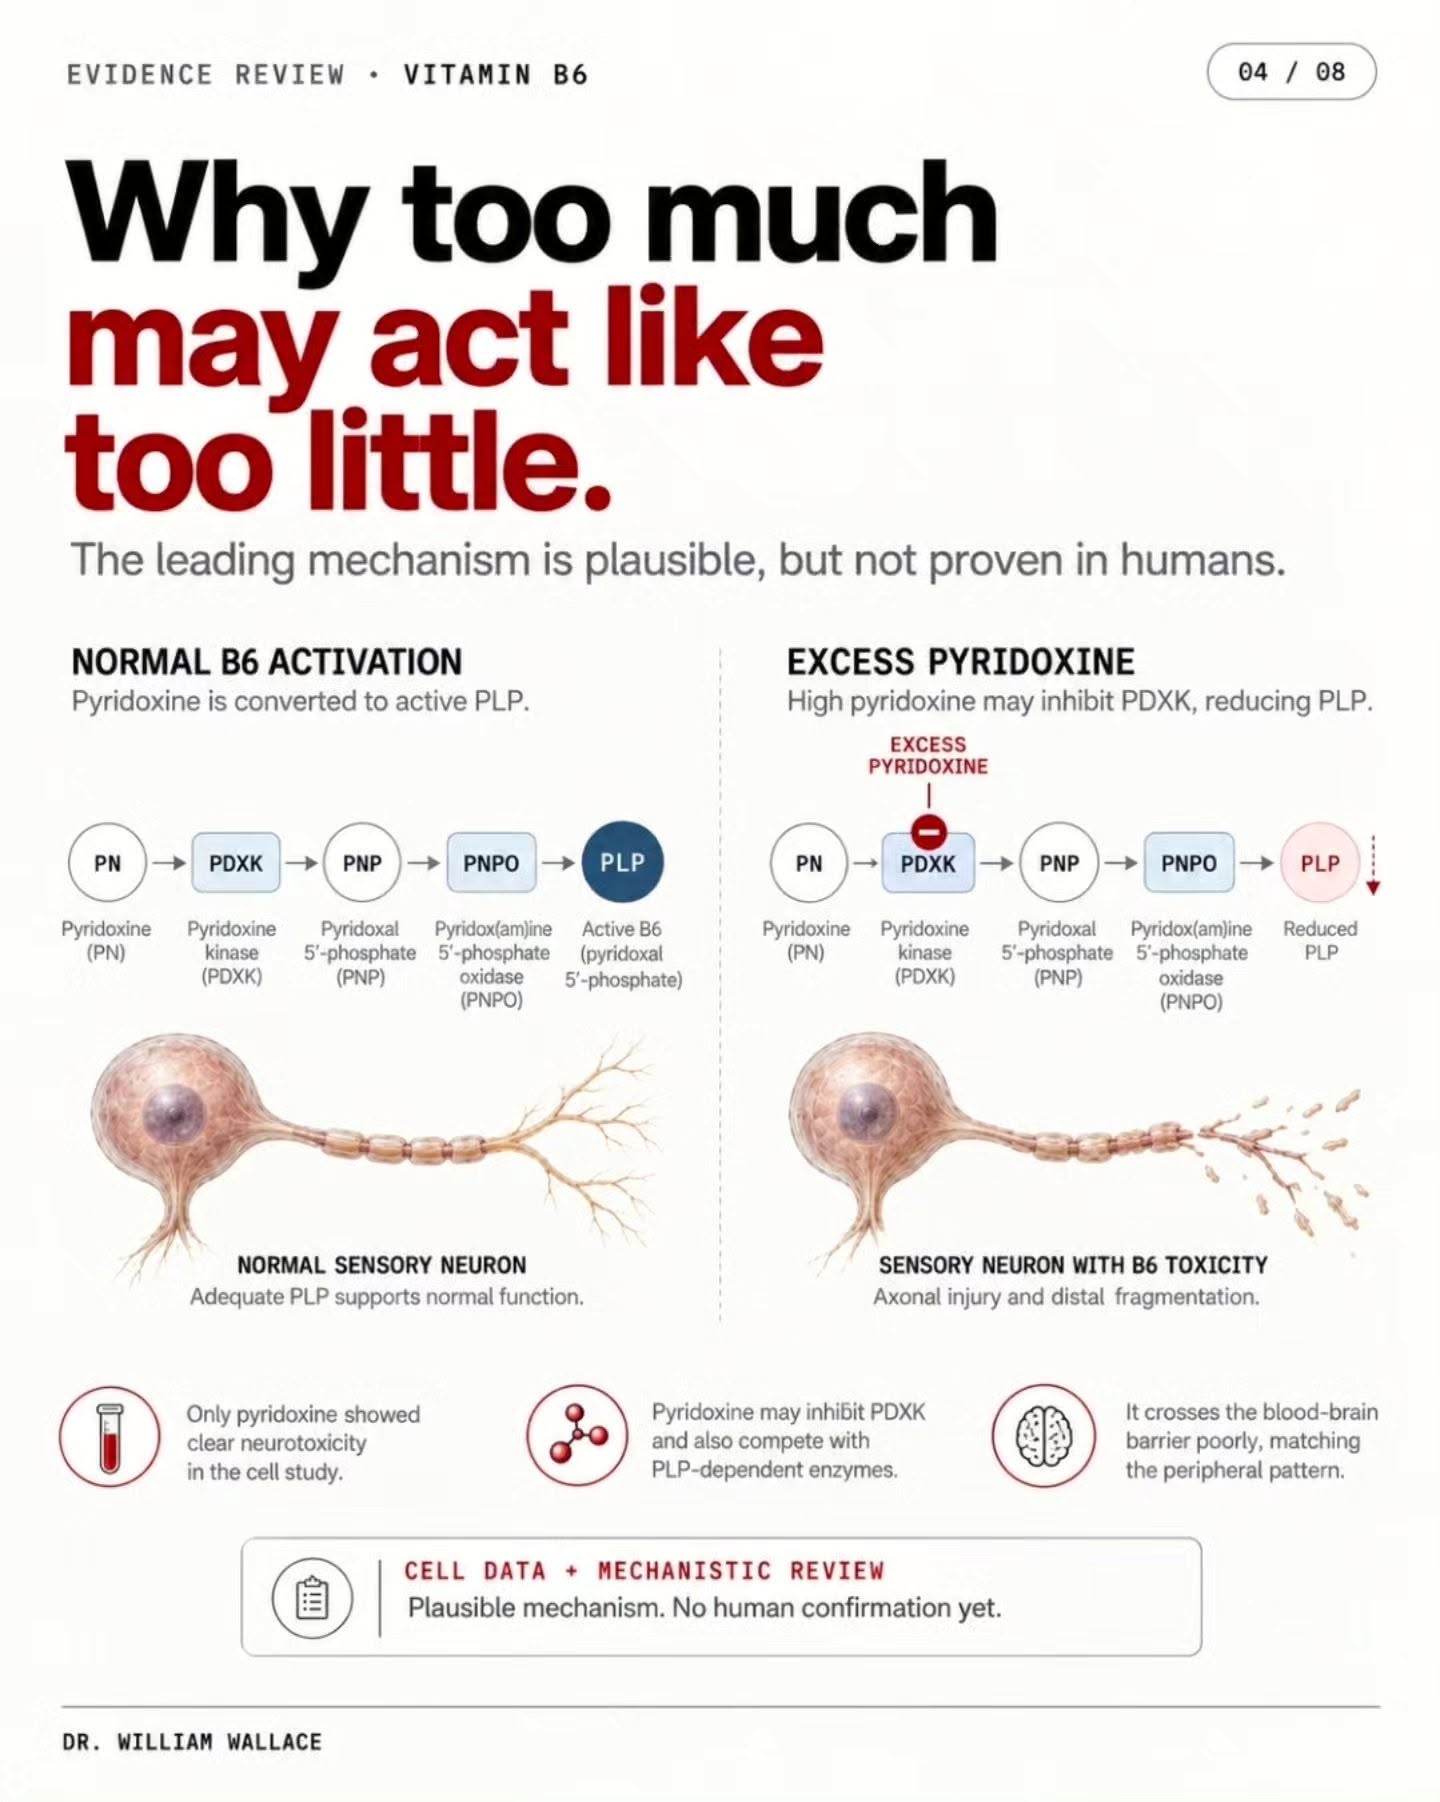 EVIDENCE REVIEW • VITAMIN B6
04 / 08
Why too much
may act like
too little.
The leading mechanism is plausible, but not proven in humans.
NORMAL B6 ACTIVATION
Pyridoxine is converted to active PLP.
PN
PDXK
PNP
PNPO
PLP
Pyridoxine
(PN)
Pyridoxine
kinase
(PDXK)
Pyridoxal
5'-phosphate
(PNP)
Pyridox(am)ine
5'-phosphate
oxidase
(PNPO)
Active B6
(pyridoxal
5'-phosphate)
NORMAL SENSORY NEURON
Adequate PLP supports normal function.
EXCESS PYRIDOXINE
High pyridoxine may inhibit PDXK, reducing PLP.
EXCESS
PYRIDOXINE
PN
PDXK
PNP
PNPO
PLP
Pyridoxine
(PN)
Pyridoxine
kinase
(PDXK)
Pyridoxal
5'-phosphate
(PNP)
Pyridox(am)ine
5'-phosphate
oxidase
(PNPO)
Reduced
PLP
SENSORY NEURON WITH B6 TOXICITY
Axonal injury and distal fragmentation.
Only pyridoxine showed
clear neurotoxicity
in the cell study.
Pyridoxine may inhibit PDXK
and also compete with
PLP-dependent enzymes.
It crosses the blood-brain
barrier poorly, matching
the peripheral pattern.
CELL DATA + MECHANISTIC REVIEW
Plausible mechanism. No human confirmation yet.
DR. WILLIAM WALLACE